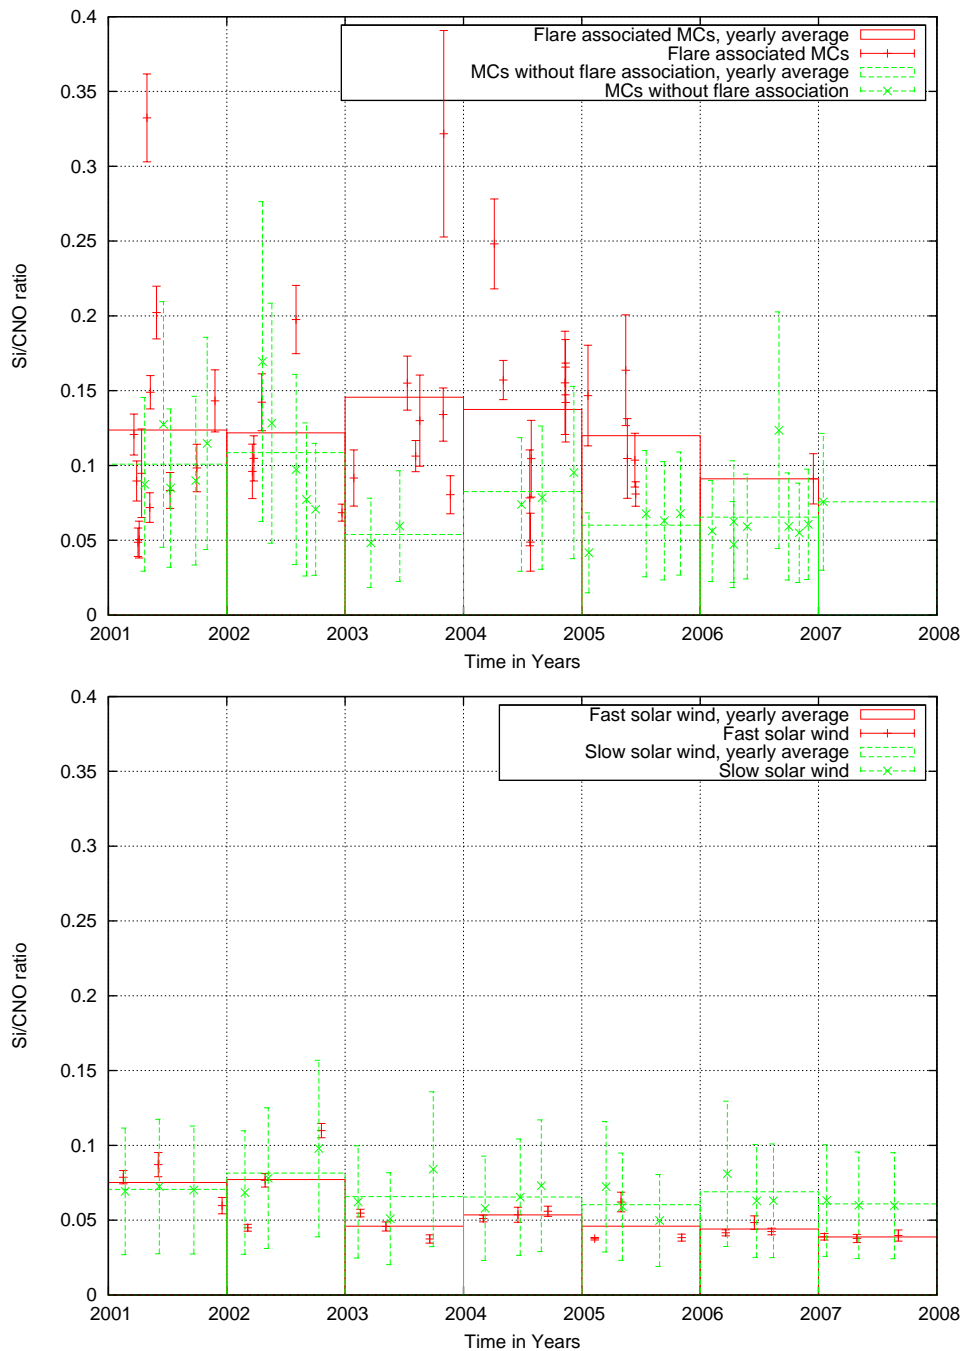 0.4
Flare associated MCs, yearly average
Flare associated MCs
MCs without flare association, yearly average
MCs without flare association
0.35
0.3
0.25
0.2
0.15
0.1
0.05
0
Si/CNO ratio
2001 2002 2003 2004 2005 2006 2007 2008
Time in Years
0.4
Fast solar wind, yearly average
Fast solar wind
Slow solar wind, yearly average
Slow solar wind
0.35
0.3
0.25
0.2
0.15
0.1
0.05
0
Si/CNO ratio
2001 2002 2003 2004 2005 2006 2007 2008
Time in Years